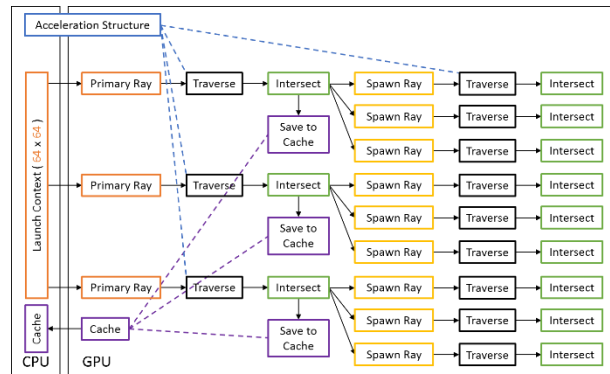 Acceleration Structure
Launch Context ( 64 x 64 )
Primary Ray
Traverse
Intersect
Spawn Ray
Traverse
Intersect
Spawn Ray
Traverse
Intersect
Save to
Cache
Spawn Ray
Traverse
Intersect
Primary Ray
Traverse
Intersect
Spawn Ray
Traverse
Intersect
Spawn Ray
Traverse
Intersect
Save to
Cache
Spawn Ray
Traverse
Intersect
Primary Ray
Traverse
Intersect
Spawn Ray
Traverse
Intersect
Cache
Cache
Save to
Cache
Spawn Ray
Traverse
Intersect
Spawn Ray
Traverse
Intersect
CPU
GPU